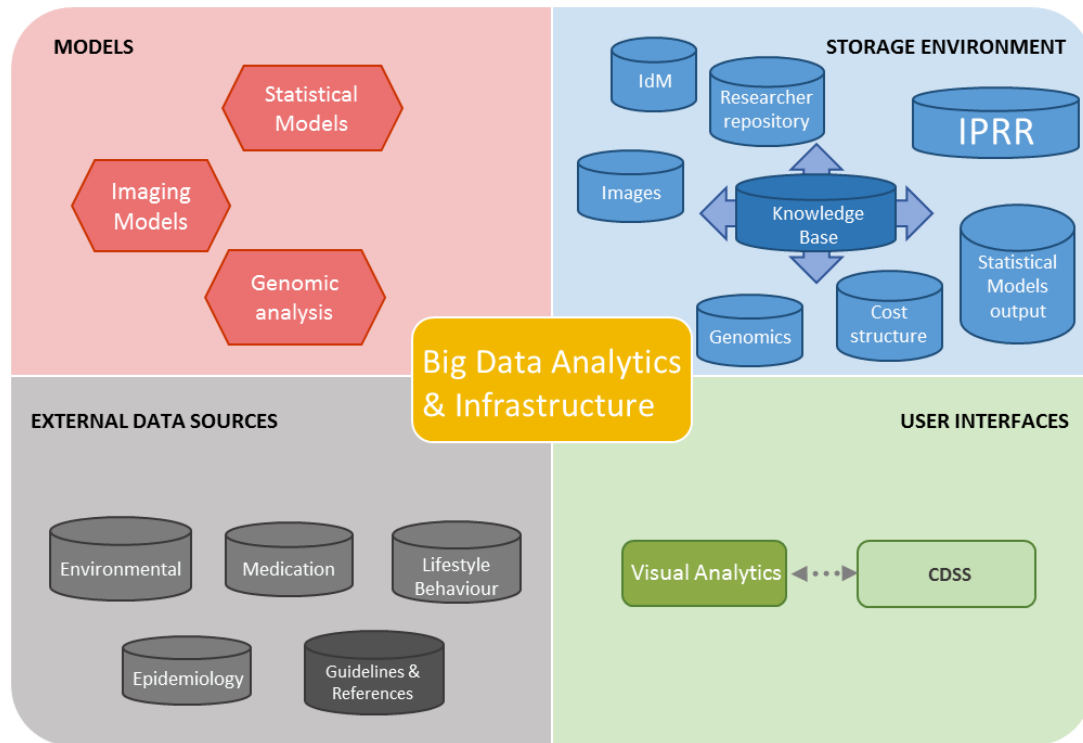 MODELS
Statistical
Models
Imaging
Models
Genomic
analysis
STORAGE ENVIRONMENT
IdM
Researcher
repository
IPRR
Images
Knowledge
Base
Statistical
Models
output
Cost
structure
Genomics
Big Data Analytics
& Infrastructure
EXTERNAL DATA SOURCES
Environmental
Medication
Lifestyle
Behaviour
Epidemiology
Guidelines &
References
USER INTERFACES
Visual Analytics
CDSS